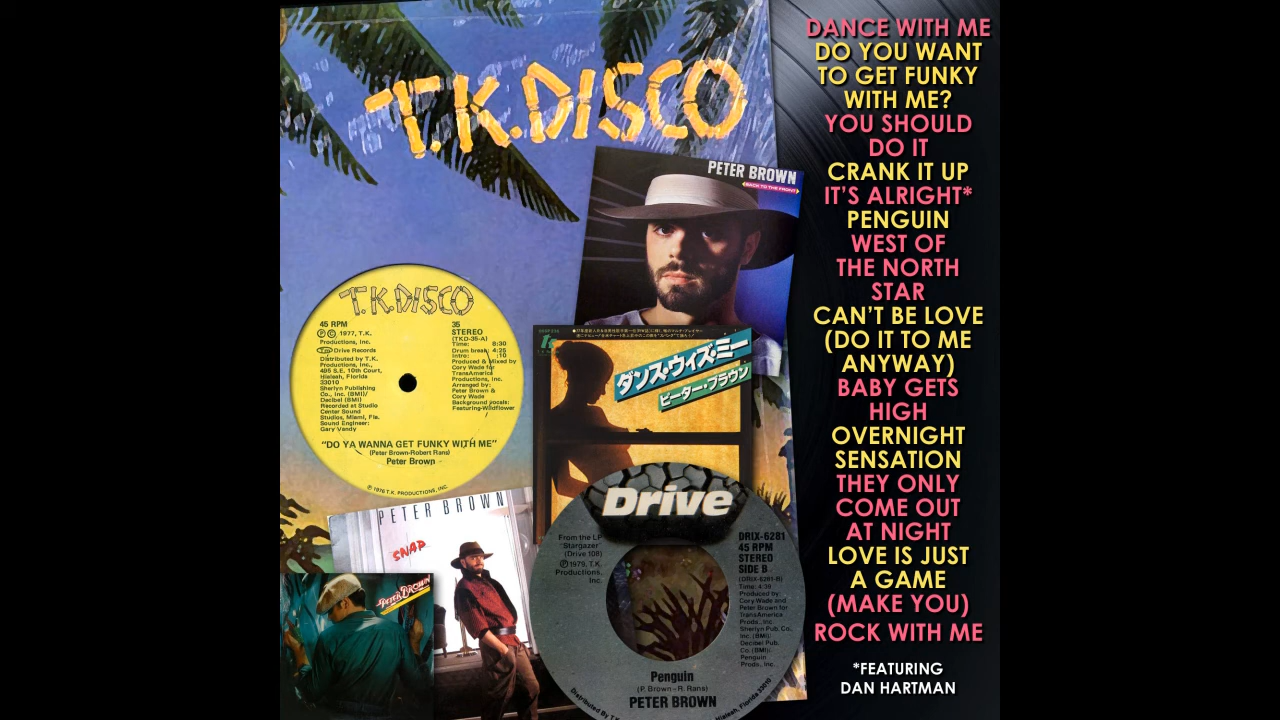 T.K.DISCO
PETER BROWN
BACK TO THE FRONT
T.K.DISCO
45 RPM
Ⓟ Ⓒ 1977, T.K.
Productions, Inc.
Drive Records
Distributed by T.K.
Productions, Inc.,
495 S.E. 10th Court,
Hialeah, Florida
33010
Sherlyn Publishing
Co., Inc. (BMI)/
Decibel (BMI)
Recorded at Studio
Center Sound
Studios, Miami, Fla.
Sound Engineer:
Gary Vandy
35
STEREO
(TKD-35-A)
Time: 8:30
Drum break: 4:25
Intro: :10
Produced & Mixed by
Cory Wade for
TransAmerica
Productions, Inc.
Arranged by:
Peter Brown &
Cory Wade
Background vocals:
Featuring-Wildflower
"DO YA WANNA GET FUNKY WITH ME"
(Peter Brown-Robert Rans)
Peter Brown
Ⓟ 1976 T.K. PRODUCTIONS, INC.
ダンス・ウィズ・ミー
ピーター・ブラウン
PETER BROWN
SNAP
PETER BROWN
Drive
From the LP
"Stargazer"
(Drive 108)
Ⓟ 1979, T.K.
Productions,
Inc.
DRIX-6281
45 RPM
STEREO
SIDE B
(DRIX-6281-B)
Time: 4:30
Produced by:
Cory Wade and
Peter Brown for
TransAmerica
Prods., Inc.
Sherlyn Pub. Co.
Inc. (BMI)
Decibel Pub.
Co. (BMI)
Penguin
Prods., Inc.
Penguin
(P. Brown-R. Rans)
PETER BROWN
Distributed By T.K.
Hialeah, Florida 33010
DANCE WITH ME
DO YOU WANT
TO GET FUNKY
WITH ME?
YOU SHOULD
DO IT
CRANK IT UP
IT'S ALRIGHT*
PENGUIN
WEST OF
THE NORTH
STAR
CAN'T BE LOVE
(DO IT TO ME
ANYWAY)
BABY GETS
HIGH
OVERNIGHT
SENSATION
THEY ONLY
COME OUT
AT NIGHT
LOVE IS JUST
A GAME
(MAKE YOU)
ROCK WITH ME
*FEATURING
DAN HARTMAN